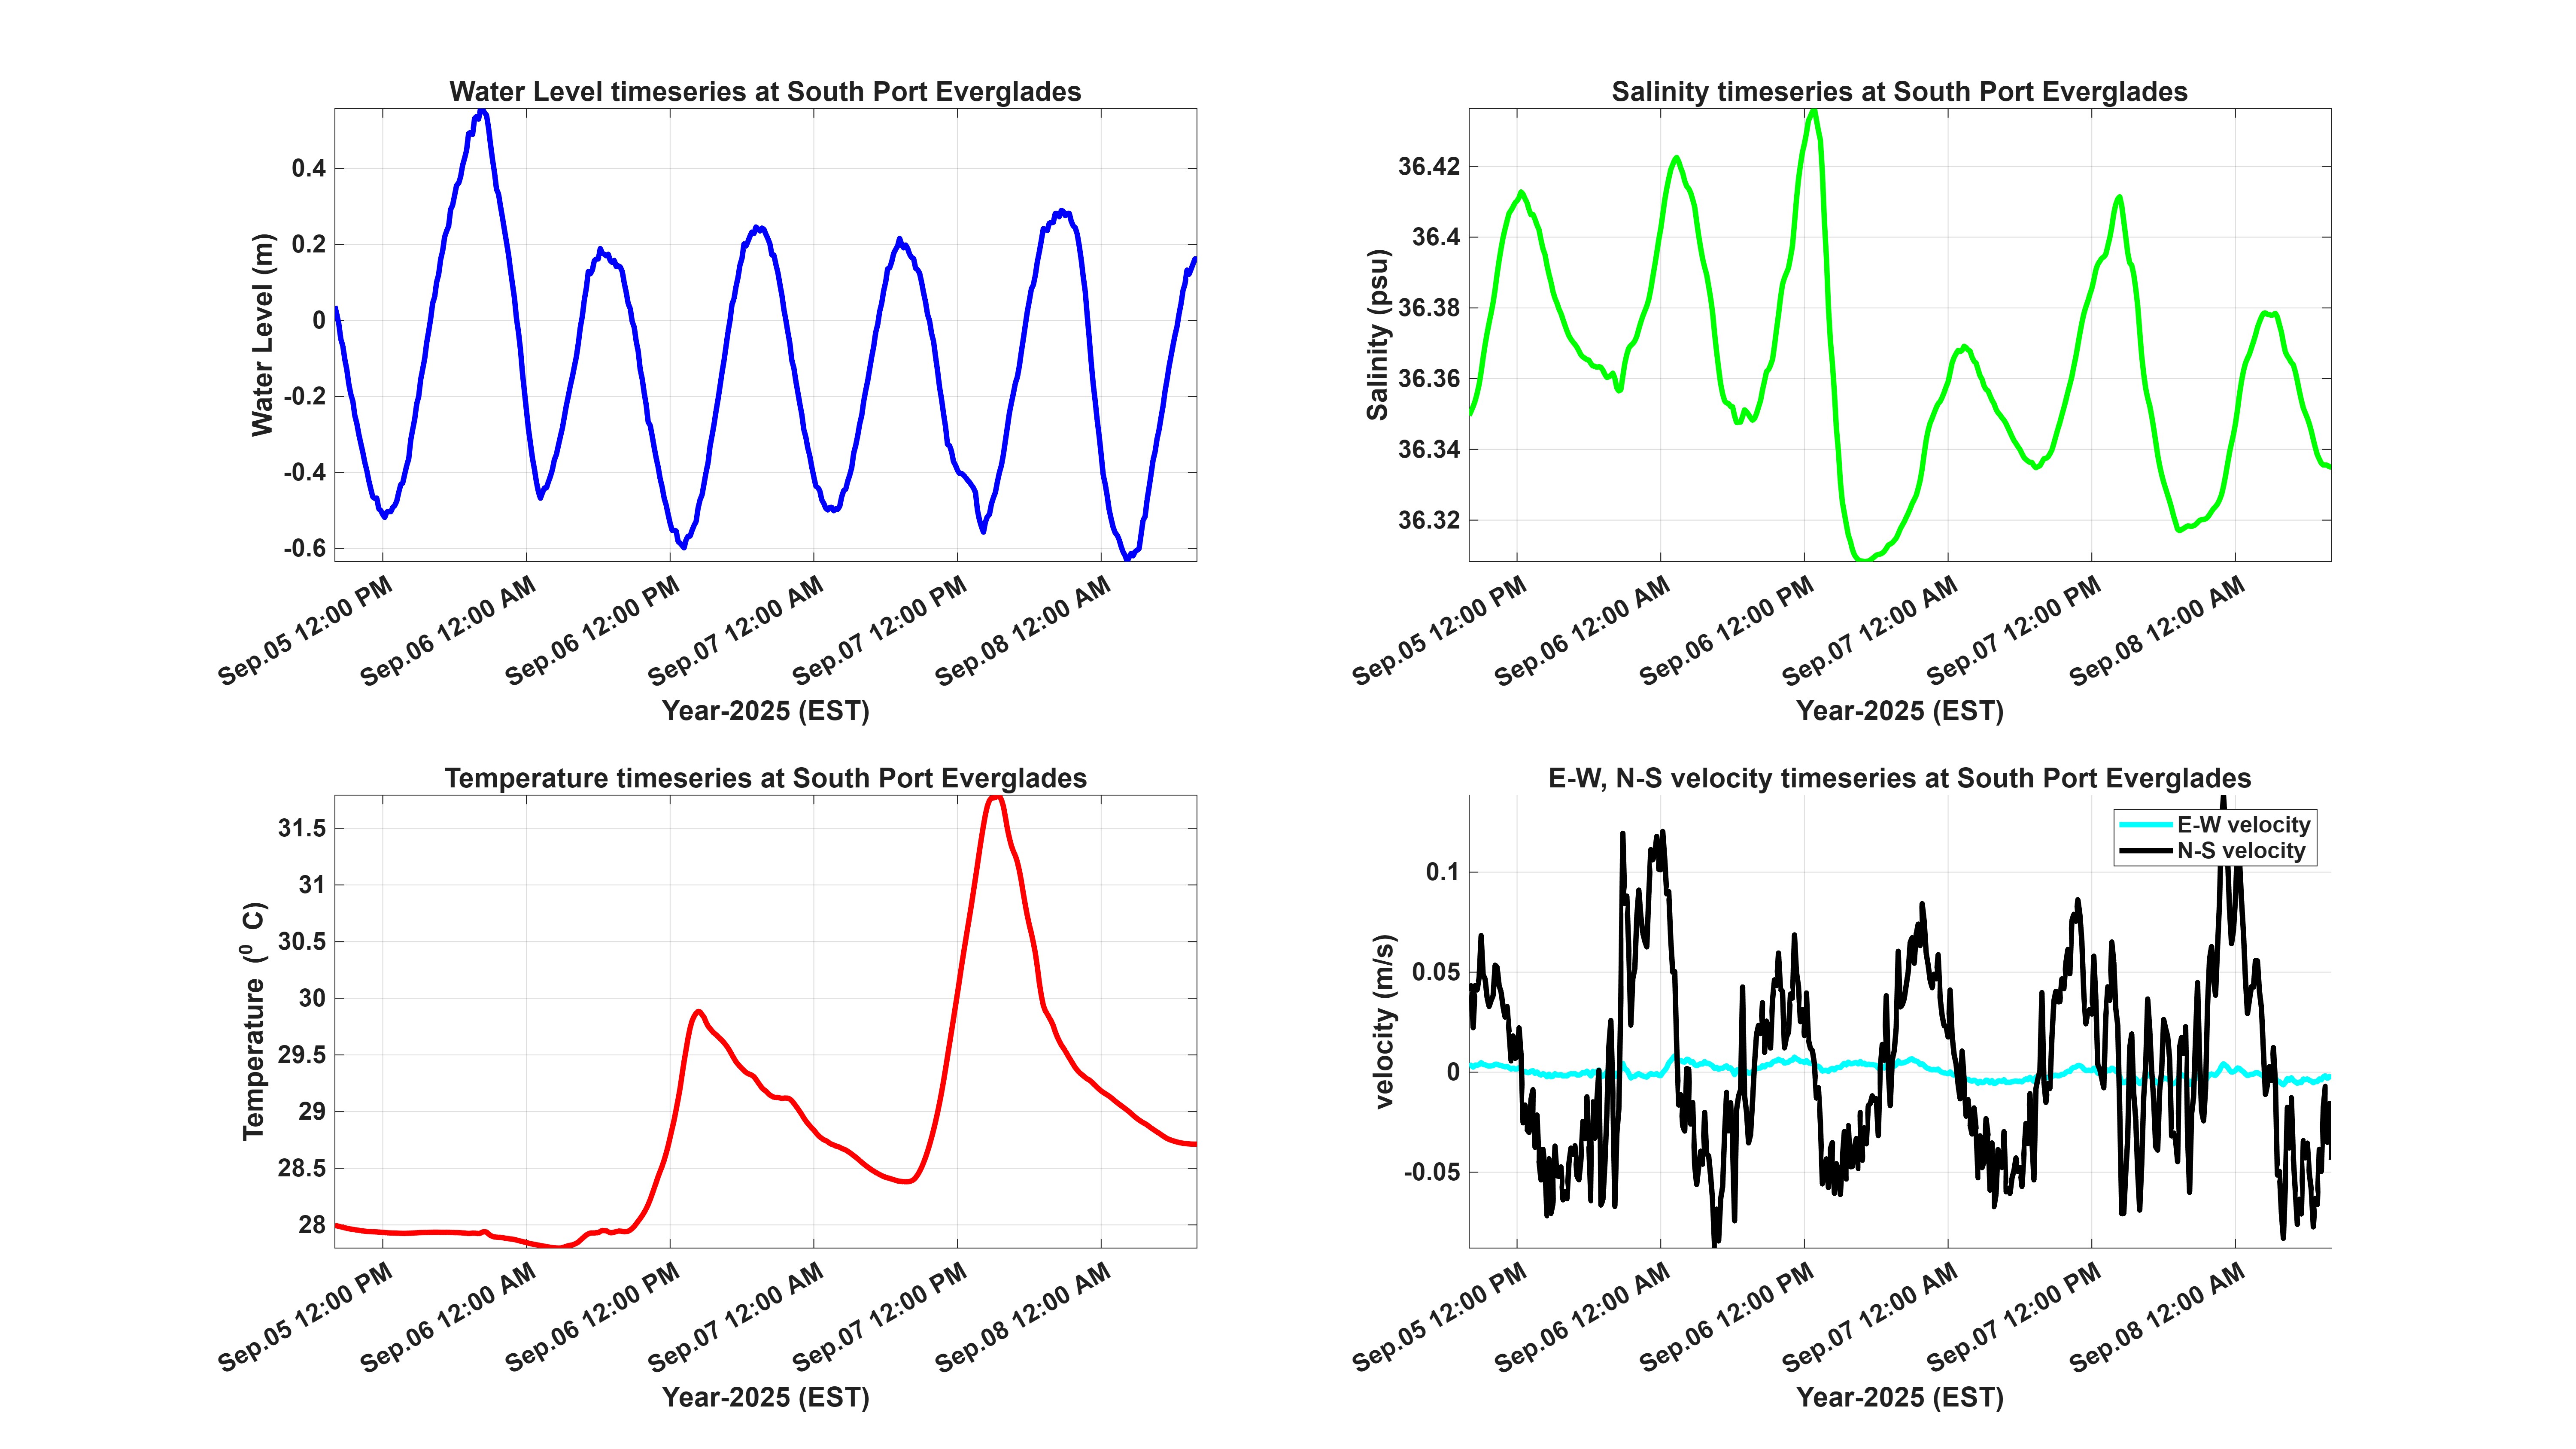 Water Level timeseries at South Port Everglades
0.4
0.2
0
-0.2
-0.4
-0.6
Water Level (m)
Sep.05 12:00 PM
Sep.06 12:00 AM
Sep.06 12:00 PM
Sep.07 12:00 AM
Sep.07 12:00 PM
Sep.08 12:00 AM
Year-2025 (EST)
Salinity timeseries at South Port Everglades
36.42
36.4
36.38
36.36
36.34
36.32
Salinity (psu)
Sep.05 12:00 PM
Sep.06 12:00 AM
Sep.06 12:00 PM
Sep.07 12:00 AM
Sep.07 12:00 PM
Sep.08 12:00 AM
Year-2025 (EST)
Temperature timeseries at South Port Everglades
31.5
31
30.5
30
29.5
29
28.5
28
Temperature (⁰ C)
Sep.05 12:00 PM
Sep.06 12:00 AM
Sep.06 12:00 PM
Sep.07 12:00 AM
Sep.07 12:00 PM
Sep.08 12:00 AM
Year-2025 (EST)
E-W, N-S velocity timeseries at South Port Everglades
E-W velocity
N-S velocity
0.1
0.05
0
-0.05
velocity (m/s)
Sep.05 12:00 PM
Sep.06 12:00 AM
Sep.06 12:00 PM
Sep.07 12:00 AM
Sep.07 12:00 PM
Sep.08 12:00 AM
Year-2025 (EST)